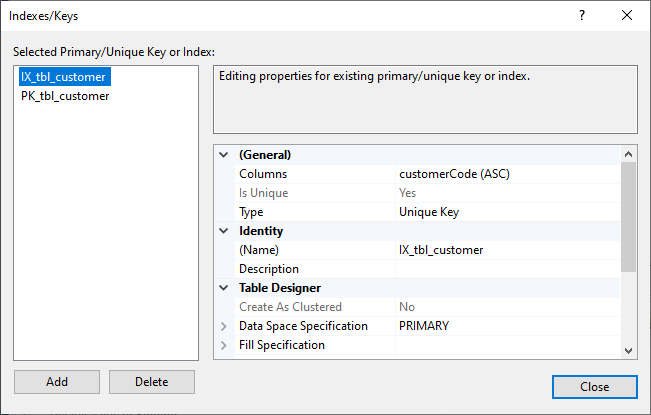 Indexes/Keys
Selected Primary/Unique Key or Index:
IX_tbl_customer
PK_tbl_customer
Editing properties for existing primary/unique key or index.
(General)
Columns customerCode (ASC)
Is Unique Yes
Type Unique Key
Identity
(Name) IX_tbl_customer
Description
Table Designer
Create As Clustered No
Data Space Specification PRIMARY
Fill Specification
Add Delete
Close